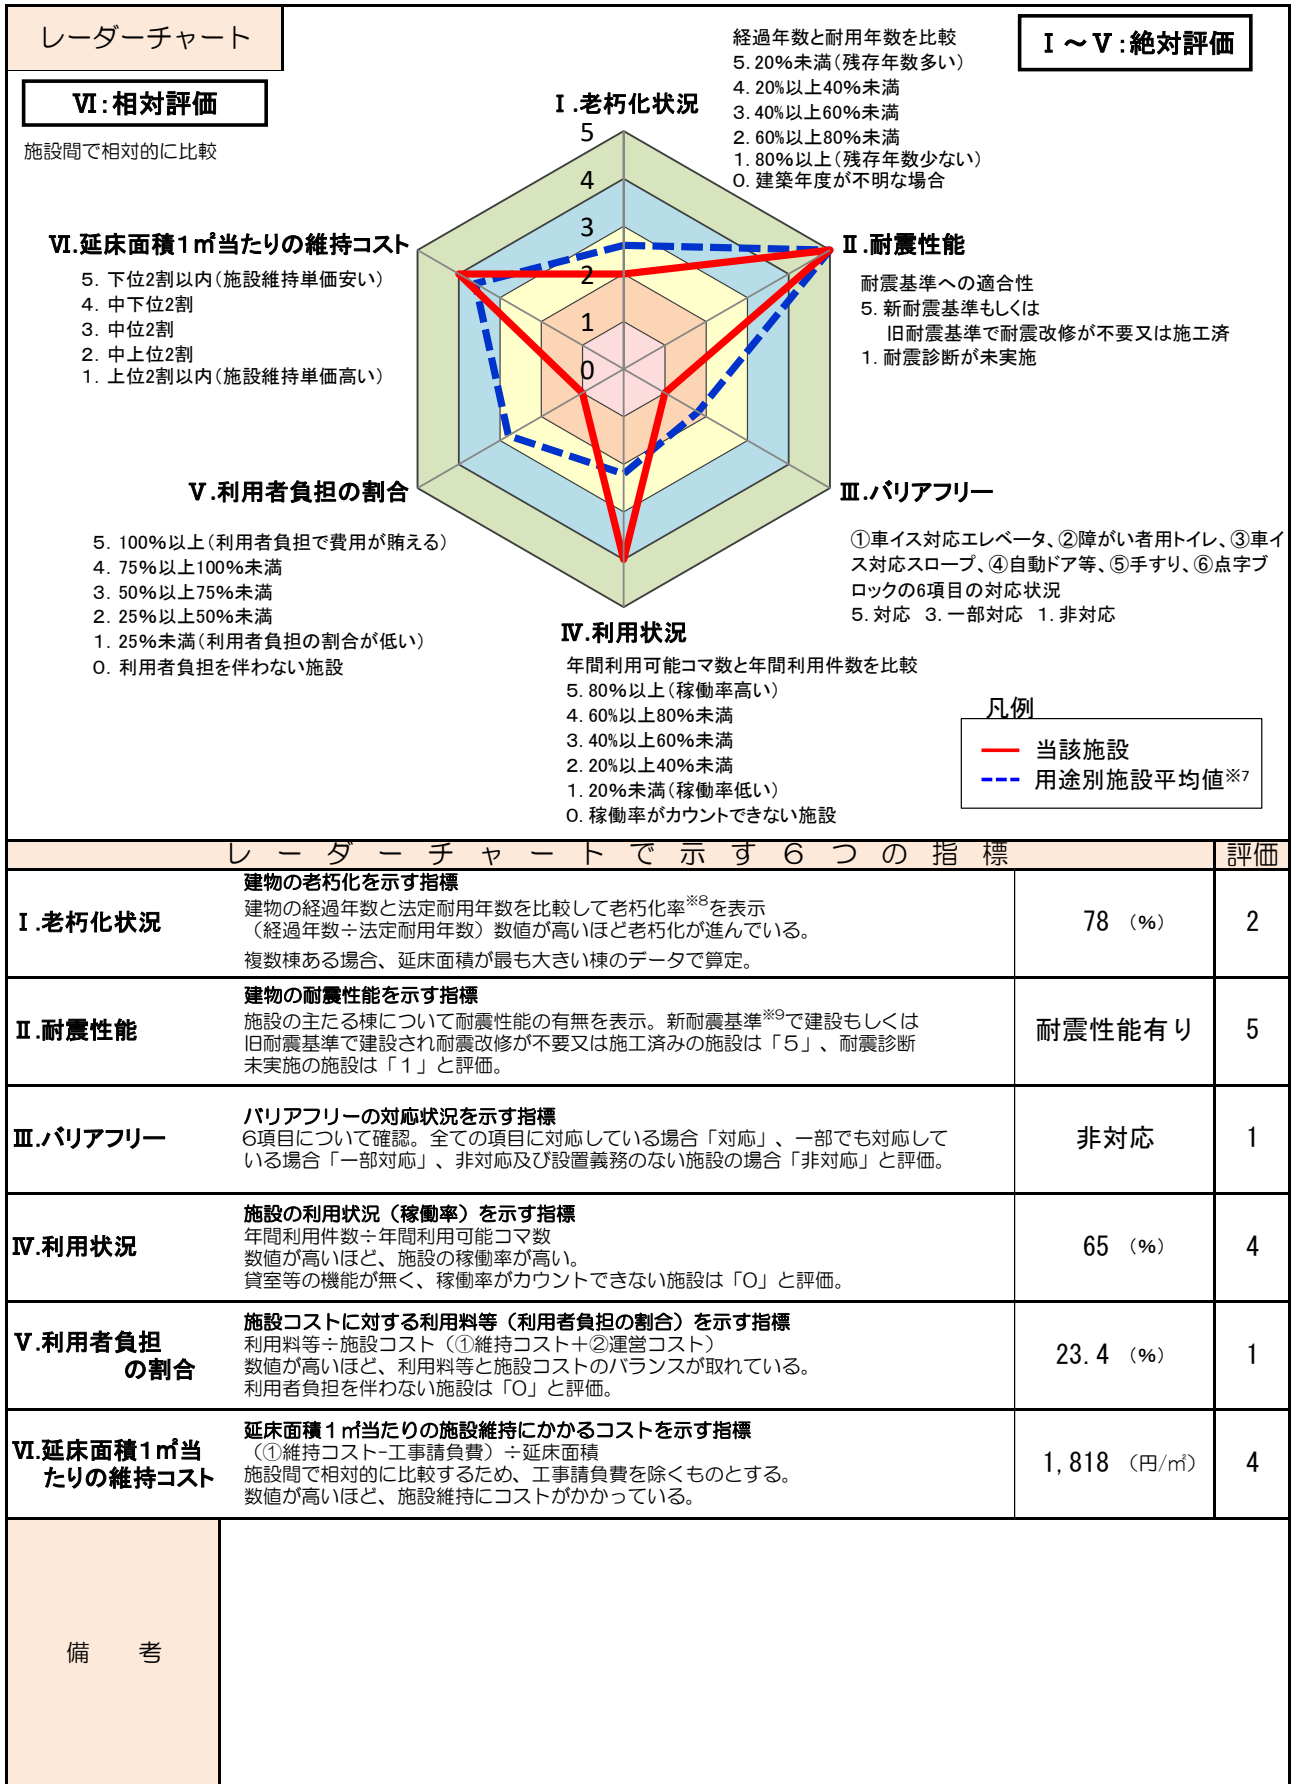 レーダーチャート
Ⅰ～Ⅴ：絶対評価
Ⅵ：相対評価
施設間で相対的に比較
Ⅰ.老朽化状況
経過年数と耐用年数を比較
5. 20%未満（残存年数多い）
4. 20%以上40%未満
3. 40%以上60%未満
2. 60%以上80%未満
1. 80%以上（残存年数少ない）
0. 建築年度が不明な場合
5
4
3
2
1
0
Ⅱ.耐震性能
耐震基準への適合性
5. 新耐震基準もしくは
旧耐震基準で耐震改修が不要又は施工済
1. 耐震診断が未実施
Ⅵ.延床面積1㎡当たりの維持コスト
5. 下位2割以内（施設維持単価安い）
4. 中下位2割
3. 中位2割
2. 中上位2割
1. 上位2割以内（施設維持単価高い）
Ⅴ.利用者負担の割合
5. 100%以上（利用者負担で費用が賄える）
4. 75%以上100%未満
3. 50%以上75%未満
2. 25%以上50%未満
1. 25%未満（利用者負担の割合が低い）
0. 利用者負担を伴わない施設
Ⅲ.バリアフリー
①車イス対応エレベータ、②障がい者用トイレ、③車イ
ス対応スロープ、④自動ドア等、⑤手すり、⑥点字ブ
ロックの6項目の対応状況
5. 対応 3. 一部対応 1. 非対応
Ⅳ.利用状況
年間利用可能コマ数と年間利用件数を比較
5. 80%以上（稼働率高い）
4. 60%以上80%未満
3. 40%以上60%未満
2. 20%以上40%未満
1. 20%未満（稼働率低い）
0. 稼働率がカウントできない施設
凡例
当該施設
用途別施設平均値※7
レーダーチャートで示す6つの指標 評価
Ⅰ.老朽化状況
建物の老朽化を示す指標
建物の経過年数と法定耐用年数を比較して老朽化率※8を表示
（経過年数÷法定耐用年数）数値が高いほど老朽化が進んでいる。
複数棟ある場合、延床面積が最も大きい棟のデータで算定。
78 （%） 2
Ⅱ.耐震性能
建物の耐震性能を示す指標
施設の主たる棟について耐震性能の有無を表示。新耐震基準※9で建設もしくは
旧耐震基準で建設され耐震改修が不要又は施工済みの施設は「5」、耐震診断
未実施の施設は「1」と評価。
耐震性能有り 5
Ⅲ.バリアフリー
バリアフリーの対応状況を示す指標
6項目について確認。全ての項目に対応している場合「対応」、一部でも対応して
いる場合「一部対応」、非対応及び設置義務のない施設の場合「非対応」と評価。
非対応 1
Ⅳ.利用状況
施設の利用状況（稼働率）を示す指標
年間利用件数÷年間利用可能コマ数
数値が高いほど、施設の稼働率が高い。
貸室等の機能が無く、稼働率がカウントできない施設は「0」と評価。
65 （%） 4
Ⅴ.利用者負担
の割合
施設コストに対する利用料等（利用者負担の割合）を示す指標
利用料等÷施設コスト（①維持コスト+②運営コスト）
数値が高いほど、利用料等と施設コストのバランスが取れている。
利用者負担を伴わない施設は「0」と評価。
23.4 （%） 1
Ⅵ.延床面積1㎡当
たりの維持コスト
延床面積1㎡当たりの施設維持にかかるコストを示す指標
（①維持コスト-工事請負費）÷延床面積
施設間で相対的に比較するため、工事請負費を除くものとする。
数値が高いほど、施設維持にコストがかかっている。
1,818 （円/㎡） 4
備 考